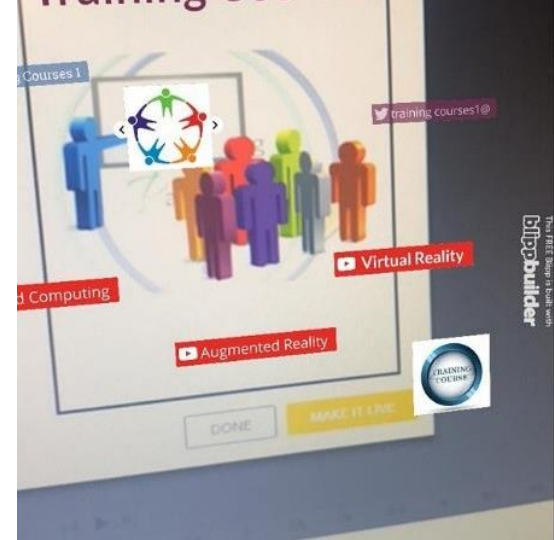 Training
Courses 1
training courses1@
Virtual Reality
d Computing
Augmented Reality
TRAINING
COURSE
DONE
MAKE IT LIVE
This FREE Blipp is built with
blippbuilder